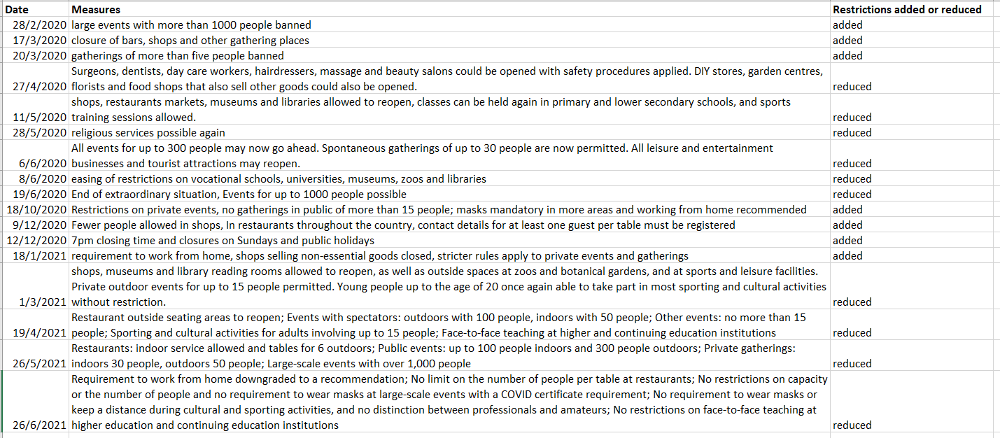 Date Measures Restrictions added or reduced
28/2/2020 large events with more than 1000 people banned added
17/3/2020 closure of bars, shops and other gathering places added
20/3/2020 gatherings of more than five people banned added
Surgeons, dentists, day care workers, hairdressers, massage and beauty salons could be opened with safety procedures applied. DIY stores, garden centres,
27/4/2020 florists and food shops that also sell other goods could also be opened. reduced
shops, restaurants markets, museums and libraries allowed to reopen, classes can be held again in primary and lower secondary schools, and sports
11/5/2020 training sessions allowed. reduced
28/5/2020 religious services possible again reduced
All events for up to 300 people may now go ahead. Spontaneous gatherings of up to 30 people are now permitted. All leisure and entertainment
6/6/2020 businesses and tourist attractions may reopen. reduced
8/6/2020 easing of restrictions on vocational schools, universities, museums, zoos and libraries reduced
19/6/2020 End of extraordinary situation, Events for up to 1000 people possible reduced
18/10/2020 Restrictions on private events, no gatherings in public of more than 15 people; masks mandatory in more areas and working from home recommended added
9/12/2020 Fewer people allowed in shops, In restaurants throughout the country, contact details for at least one guest per table must be registered added
12/12/2020 7pm closing time and closures on Sundays and public holidays added
18/1/2021 requirement to work from home, shops selling non-essential goods closed, stricter rules apply to private events and gatherings added
shops, museums and library reading rooms allowed to reopen, as well as outside spaces at zoos and botanical gardens, and at sports and leisure facilities.
Private outdoor events for up to 15 people permitted. Young people up to the age of 20 once again able to take part in most sporting and cultural activities
1/3/2021 without restriction. reduced
Restaurant outside seating areas to reopen; Events with spectators: outdoors with 100 people, indoors with 50 people; Other events: no more than 15
19/4/2021 people; Sporting and cultural activities for adults involving up to 15 people; Face-to-face teaching at higher and continuing education institutions reduced
Restaurants: indoor service allowed and tables for 6 outdoors; Public events: up to 100 people indoors and 300 people outdoors; Private gatherings:
26/5/2021 indoors 30 people, outdoors 50 people; Large-scale events with over 1,000 people reduced
Requirement to work from home downgraded to a recommendation; No limit on the number of people per table at restaurants; No restrictions on capacity
or the number of people and no requirement to wear masks at large-scale events with a COVID certificate requirement; No requirement to wear masks or
keep a distance during cultural and sporting activities, and no distinction between professionals and amateurs; No restrictions on face-to-face teaching at
26/6/2021 higher education and continuing education institutions reduced